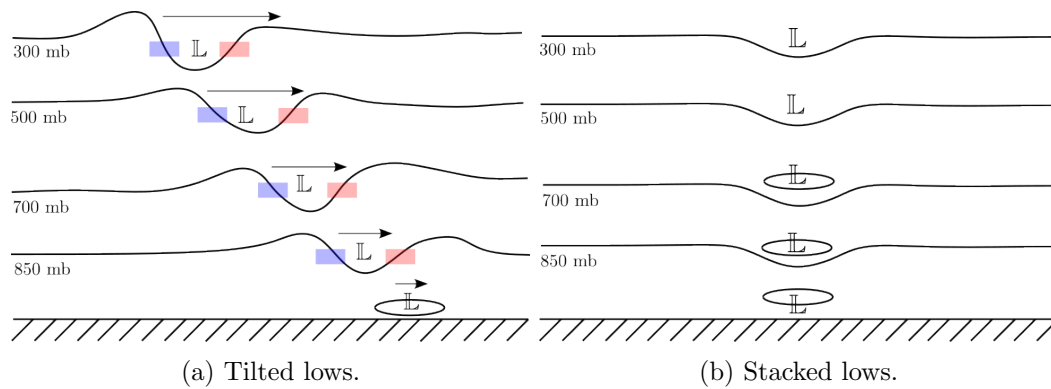 300 mb
𝕃
500 mb
𝕃
700 mb
𝕃
850 mb
𝕃
𝕃
(a) Tilted lows.
300 mb
𝕃
500 mb
𝕃
700 mb
𝕃
850 mb
𝕃
𝕃
(b) Stacked lows.